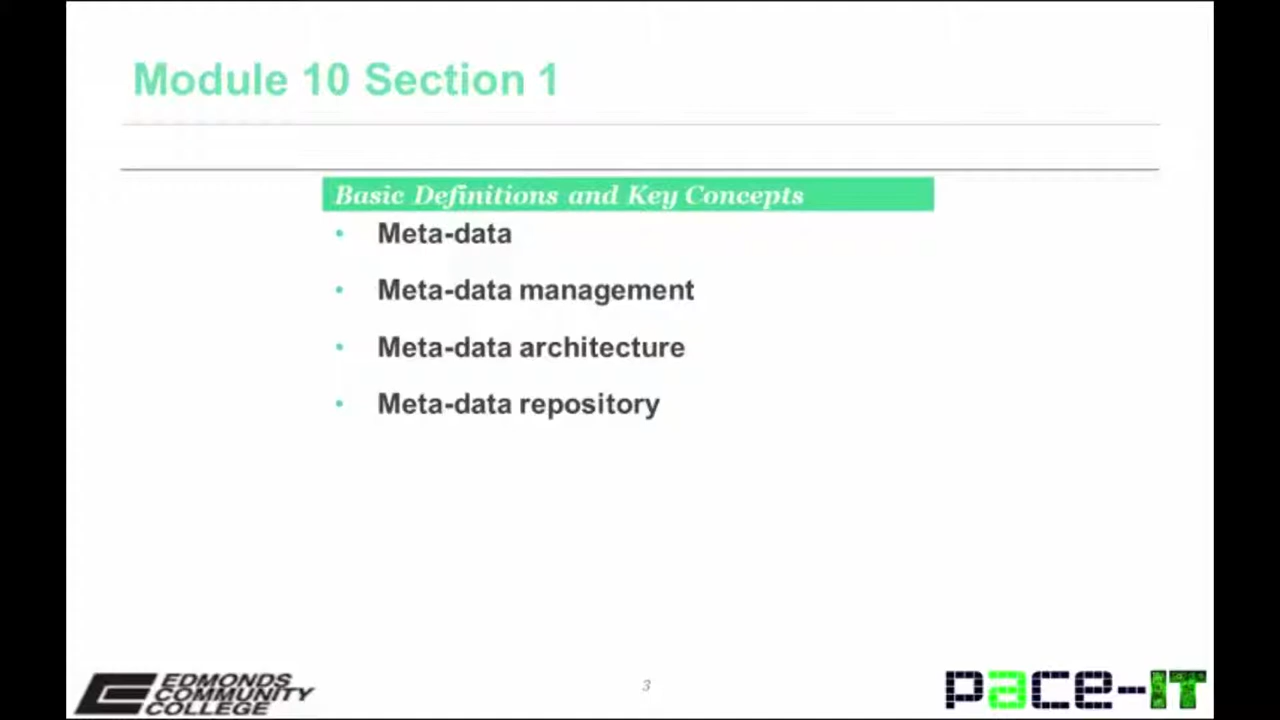 Module 10 Section 1
Basic Definitions and Key Concepts
• Meta-data
• Meta-data management
• Meta-data architecture
• Meta-data repository
EDMONDS
COMMUNITY
COLLEGE
3
pace-IT